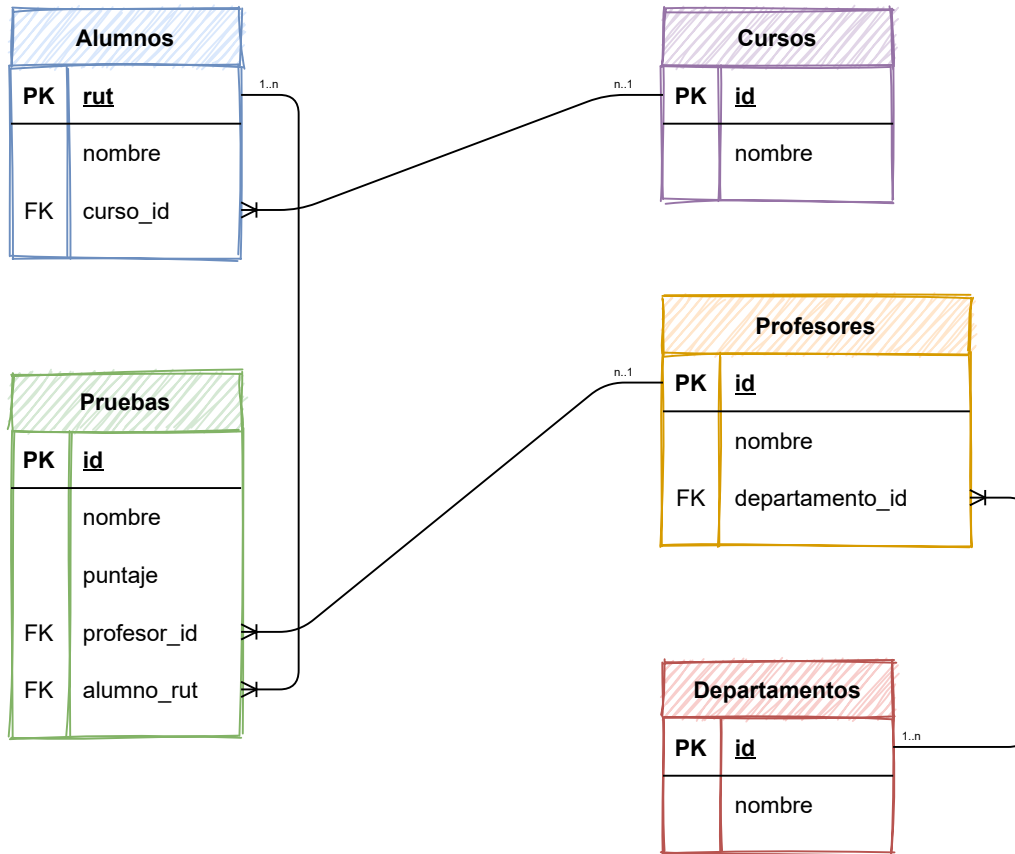 Alumnos
PK rut
nombre
FK curso_id
1..n
Cursos
n..1
PK id
nombre
Profesores
n..1
PK id
nombre
FK departamento_id
Pruebas
PK id
nombre
puntaje
FK profesor_id
FK alumno_rut
Departamentos
PK id
1..n
nombre